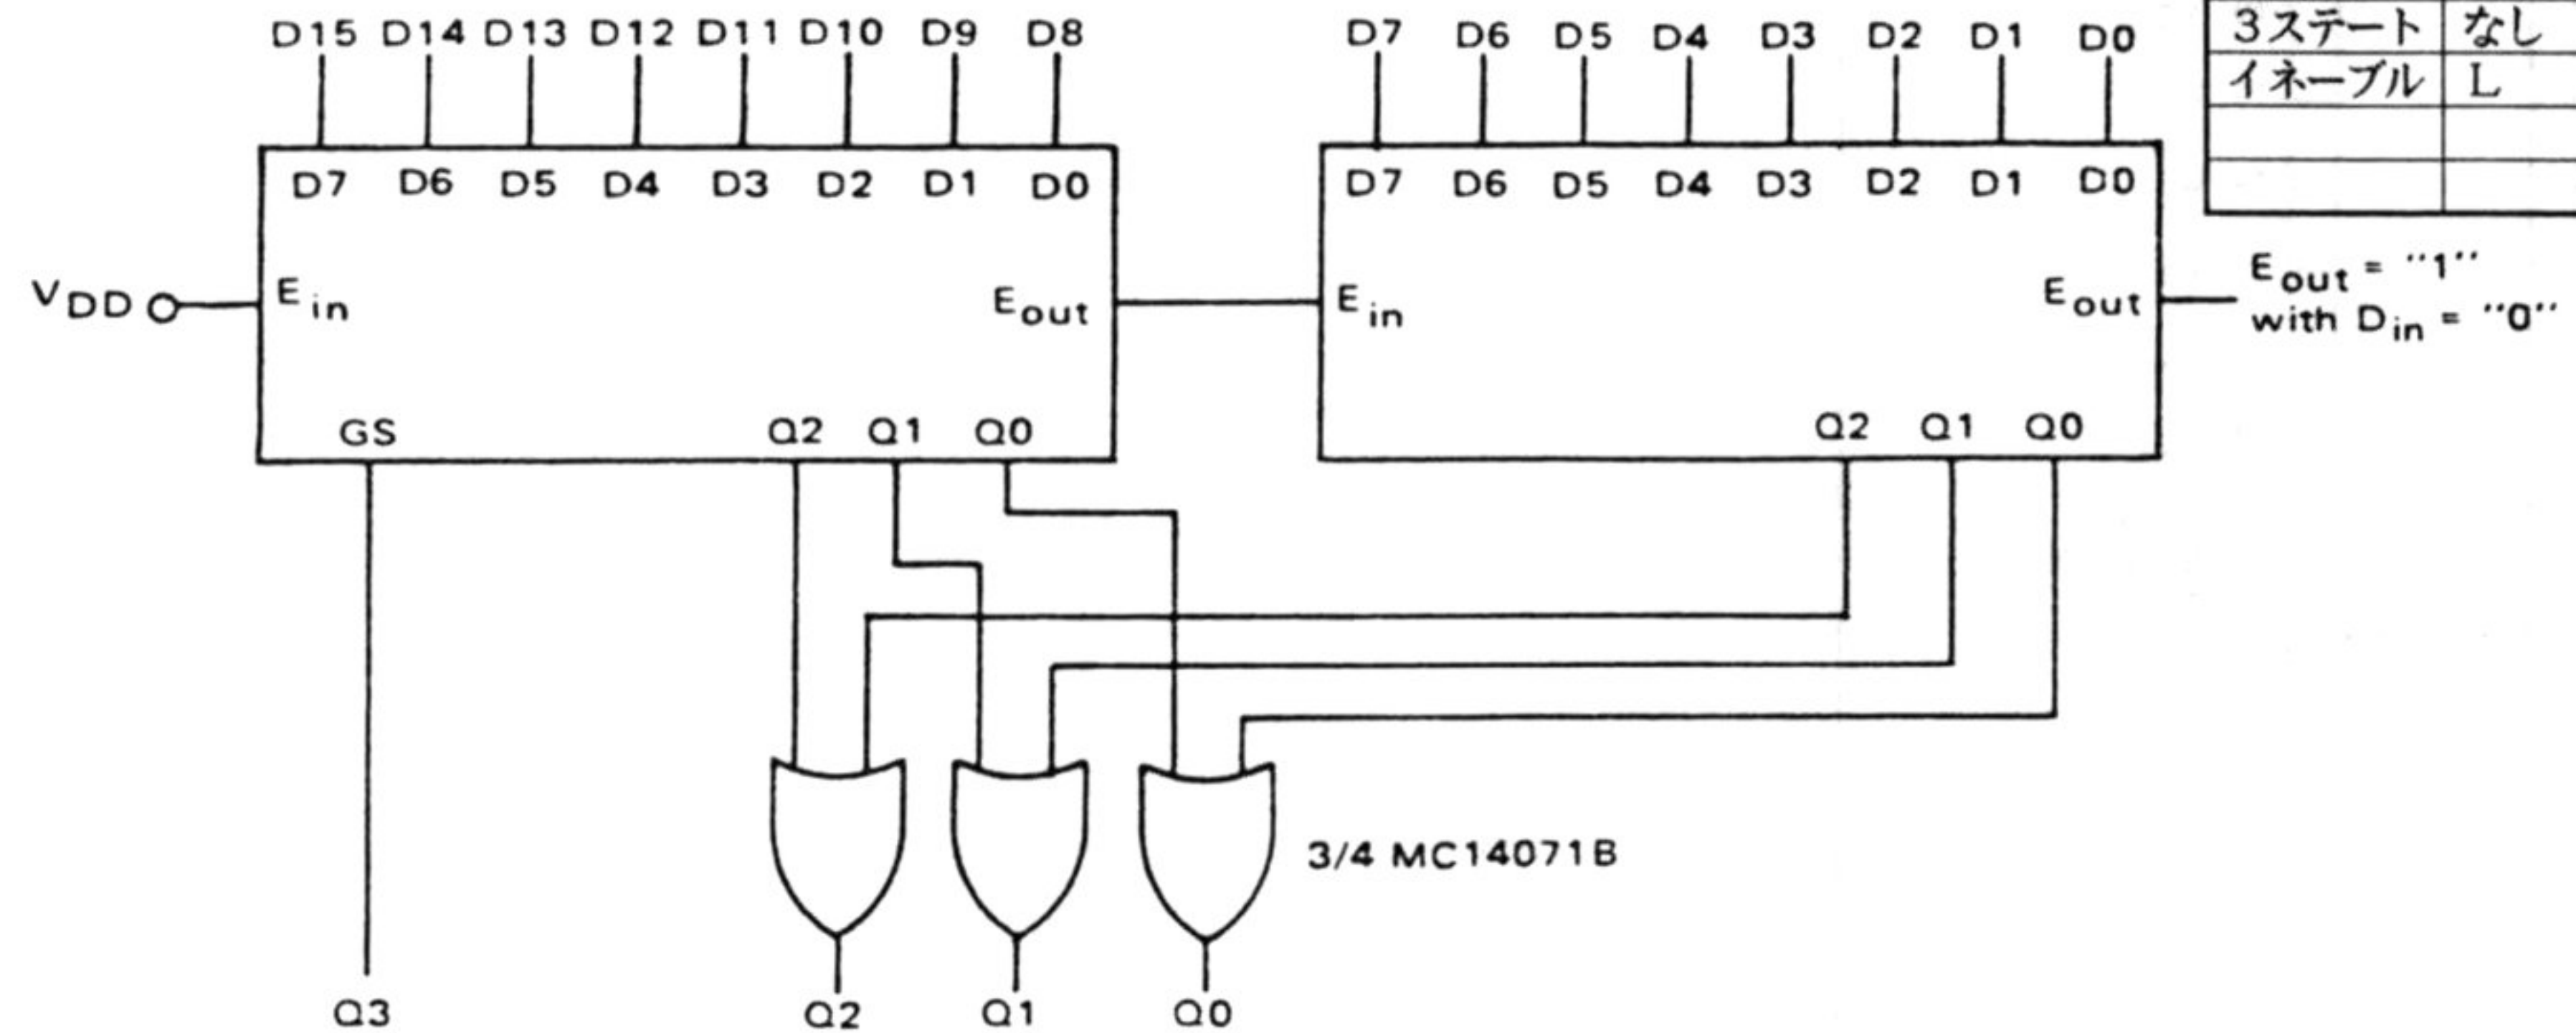 D15 D14 D13 D12 D11 D10 D9 D8
D7 D6 D5 D4 D3 D2 D1 D0
3ステート なし
イネーブル L
D7 D6 D5 D4 D3 D2 D1 D0
D7 D6 D5 D4 D3 D2 D1 D0
VDD
Ein
Eout
Ein
Eout
Eout = "1"
with Din = "0"
GS Q2 Q1 Q0
Q2 Q1 Q0
3/4 MC14071B
Q3 Q2 Q1 Q0